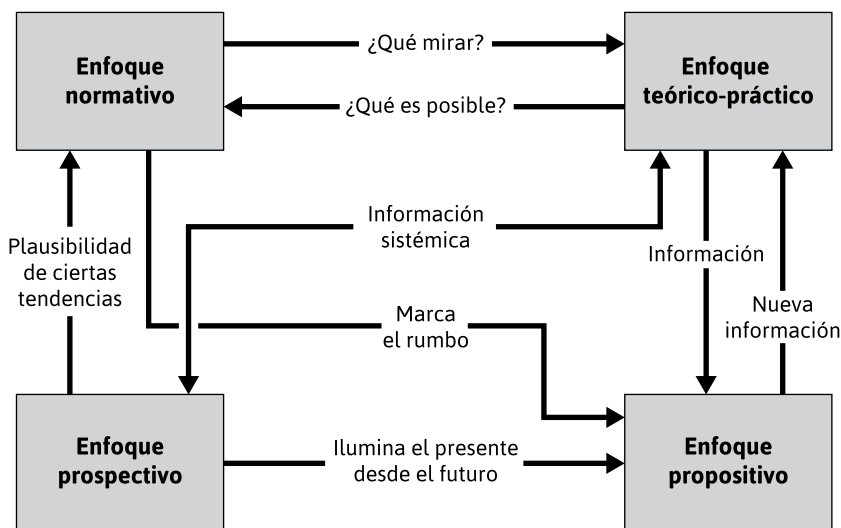 Enfoque
normativo
¿Qué mirar?
¿Qué es posible?
Enfoque
teórico-práctico
Información
sistémica
Plausibilidad
de ciertas
tendencias
Información
Marca
el rumbo
Nueva
información
Enfoque
prospectivo
Ilumina el presente
desde el futuro
Enfoque
propositivo